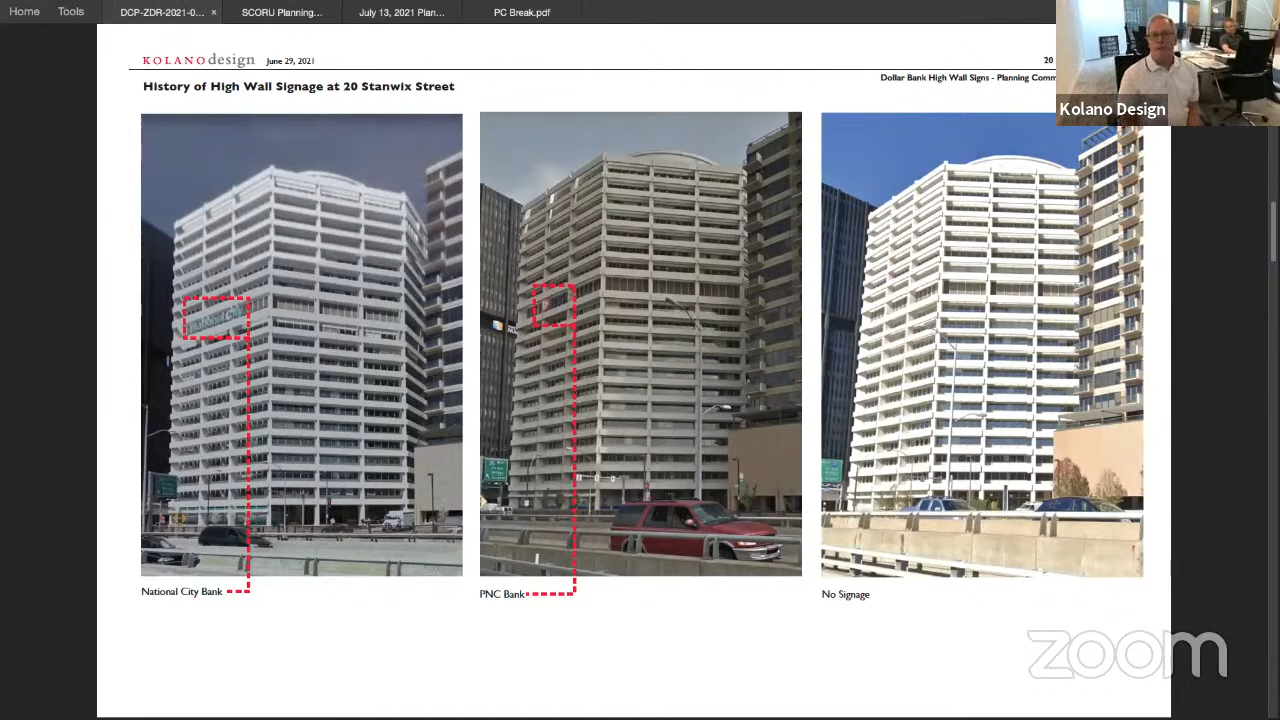 Home Tools DCP-ZDR-2021-0... × SCORU Planning... July 13, 2021 Plan... PC Break.pdf
KOLANOdesign June 29, 2021 20
Dollar Bank High Wall Signs - Planning Comm
History of High Wall Signage at 20 Stanwix Street
Kolano Design
National City Bank
PNC Bank
No Signage
zoom